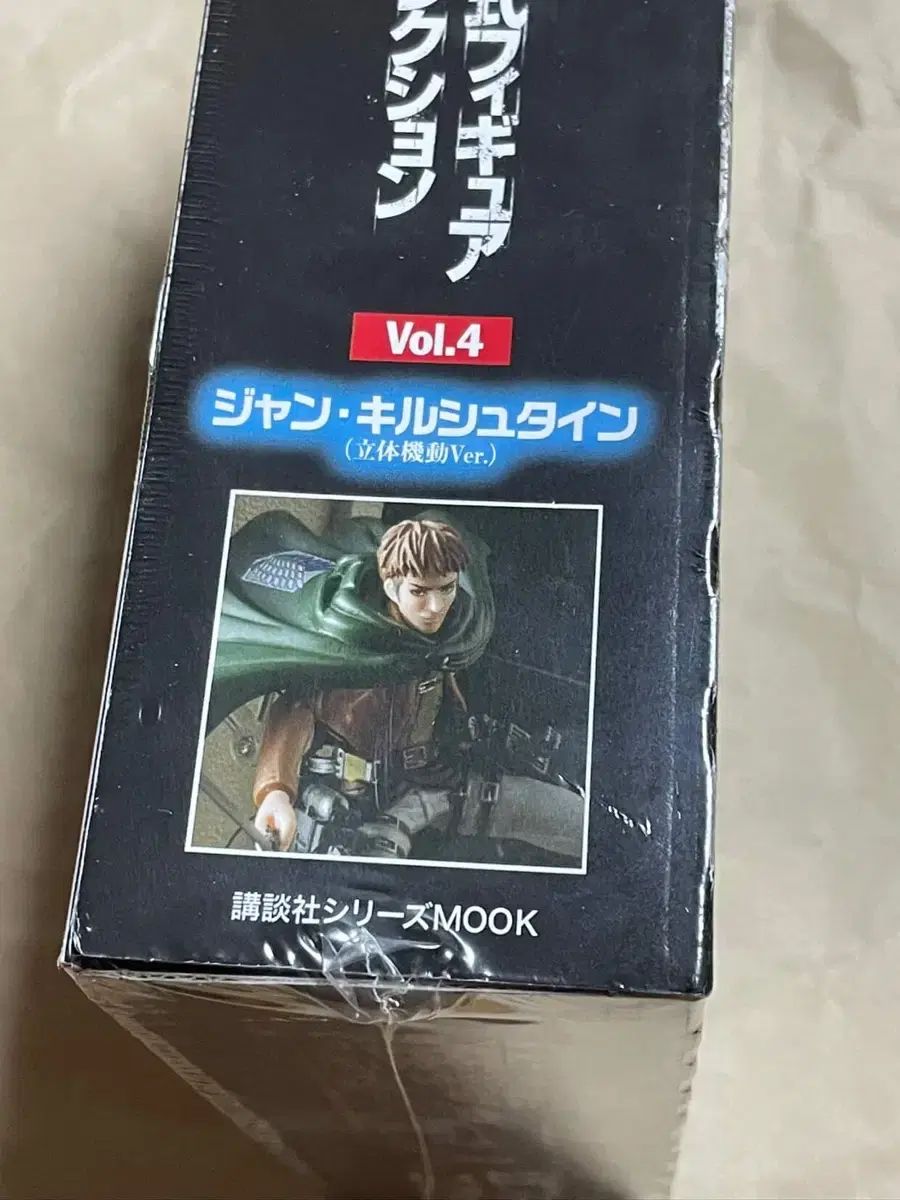 式フィギュア
クション
Vol.4
ジャン・キルシュタイン
(立体機動Ver.)
講談社シリーズMOOK